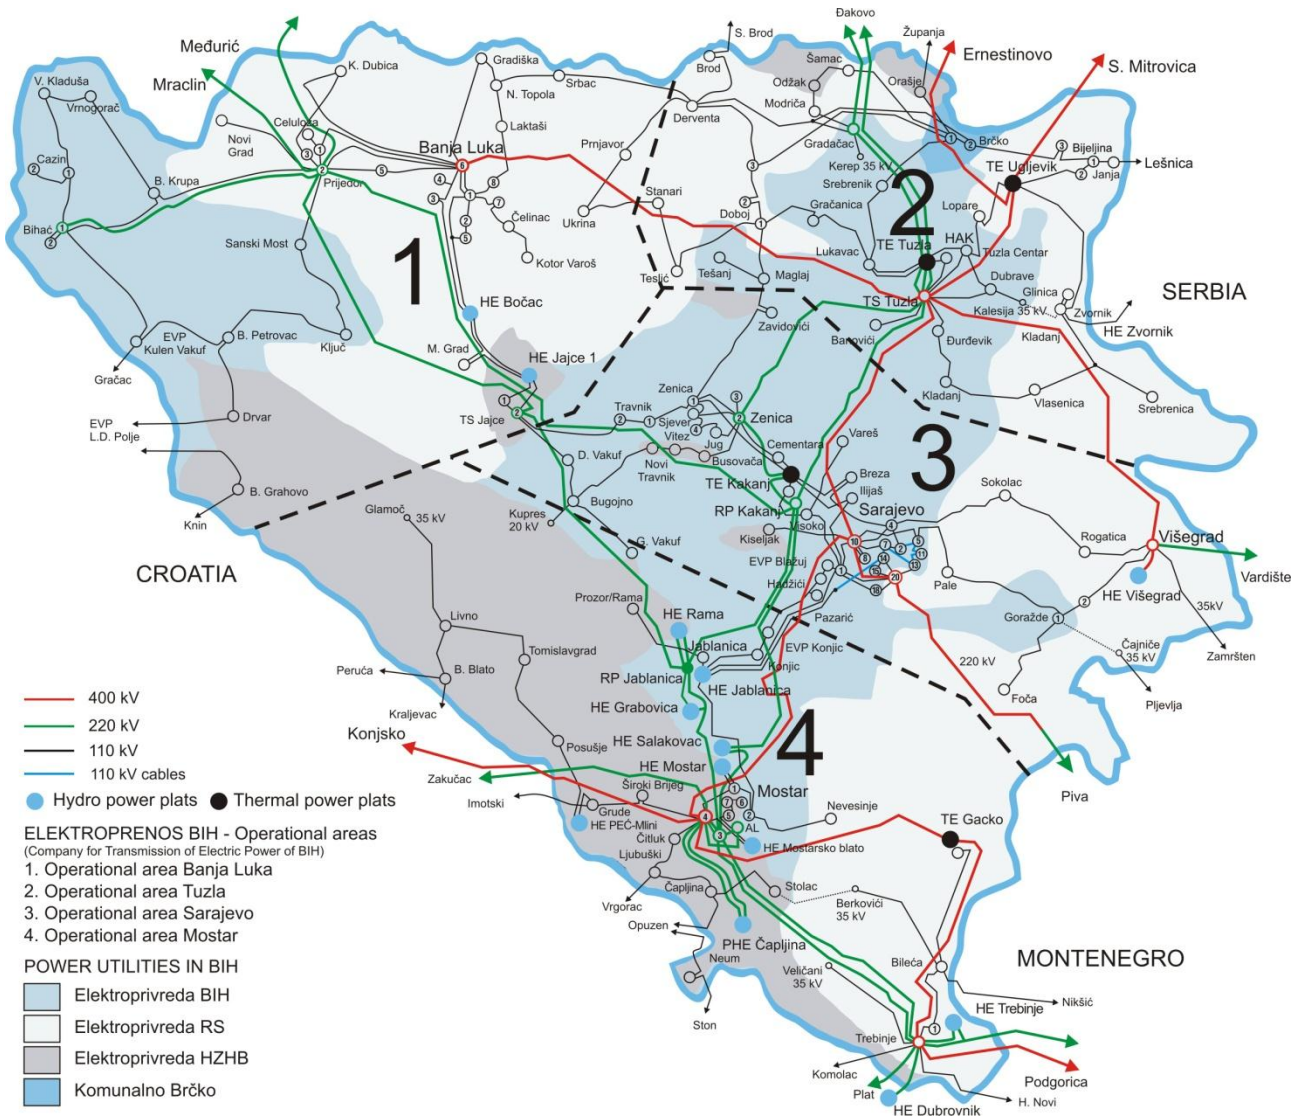 Đakovo
Međurić
Mraclin
S. Brod
Županja
Ernestinovo
S. Mitrovica
V. Kladuša
Vrnogorač
K. Dubica
Gradiška
Srbac
N. Topola
Brod
Šamac
Odžak
Orašje
Modriča
Derventa
Celuloza
Novi
Grad
Laktaši
Banja Luka
Prnjavor
Gradačac
Brčko
Bijeljina
Lešnica
Janja
Kerep 35 kV
TE Ugljevik
Cazin
B. Krupa
Prijedor
Srebrenik
Stanari
Lopare
Bihać
Sanski Most
Čelinac
Kotor Varoš
Ukrina
Doboj
Gračanica
Lukavac
TE Tuzla
HAK
Tuzla Centar
1
2
Teslić
Tešanj
Maglaj
Dubrave
Glinica
SERBIA
TS Tuzla
Kalesija 35 kV
Zvornik
HE Zvornik
HE Bočac
Zavidovići
Banovići
Đurđevik
Kladanj
EVP
Kulen Vakuf
B. Petrovac
Ključ
M. Grad
HE Jajce 1
Gračac
Kladanj
Vlasenica
Srebrenica
Drvar
EVP
L.D. Polje
TS Jajce
Travnik
Zenica
Sjever
Zenica
Vitez
Jug
Cementara
Vareš
3
Novi
Travnik
Busovača
D. Vakuf
TE Kakanj
Breza
Ilijaš
Sokolac
B. Grahovo
Knin
Glamoč
35 kV
Bugojno
Kupres
20 kV
RP Kakanj
Visoko
Sarajevo
Kiseljak
G. Vakuf
EVP Blažuj
Hadžići
Rogatica
Višegrad
Vardište
CROATIA
Pale
HE Višegrad
Prozor/Rama
HE Rama
Pazarić
Goražde
35kV
Livno
Jablanica
EVP Konjic
Konjic
Čajniče
35 kV
Zamršten
Tomislavgrad
220 kV
Peruća
B. Blato
RP Jablanica
HE Jablanica
Foča
Pljevlja
400 kV
Kraljevac
HE Grabovica
220 kV
Konjsko
4
110 kV
Posušje
HE Salakovac
110 kV cables
Zakučac
HE Mostar
Hydro power plats
Thermal power plats
Imotski
Široki Brijeg
Mostar
Piva
Grude
Nevesinje
HE PEĆ-Mlini
AL
TE Gacko
ELEKTOPRENOS BIH - Operational areas
(Company for Transmission of Electric Power of BIH)
Čitluk
HE Mostarsko blato
Ljubuški
1. Operational area Banja Luka
2. Operational area Tuzla
3. Operational area Sarajevo
4. Operational area Mostar
Čapljina
Stolac
Vrgorac
Berkovići
35 kV
Opuzen
PHE Čapljina
POWER UTILITIES IN BIH
Neum
Veličani
35 kV
Bileća
MONTENEGRO
Elektroprivreda BIH
Nikšić
HE Trebinje
Elektroprivreda RS
Ston
Trebinje
Elektroprivreda HZHB
Komolac
Podgorica
Komunalno Brčko
Plat
H. Novi
HE Dubrovnik